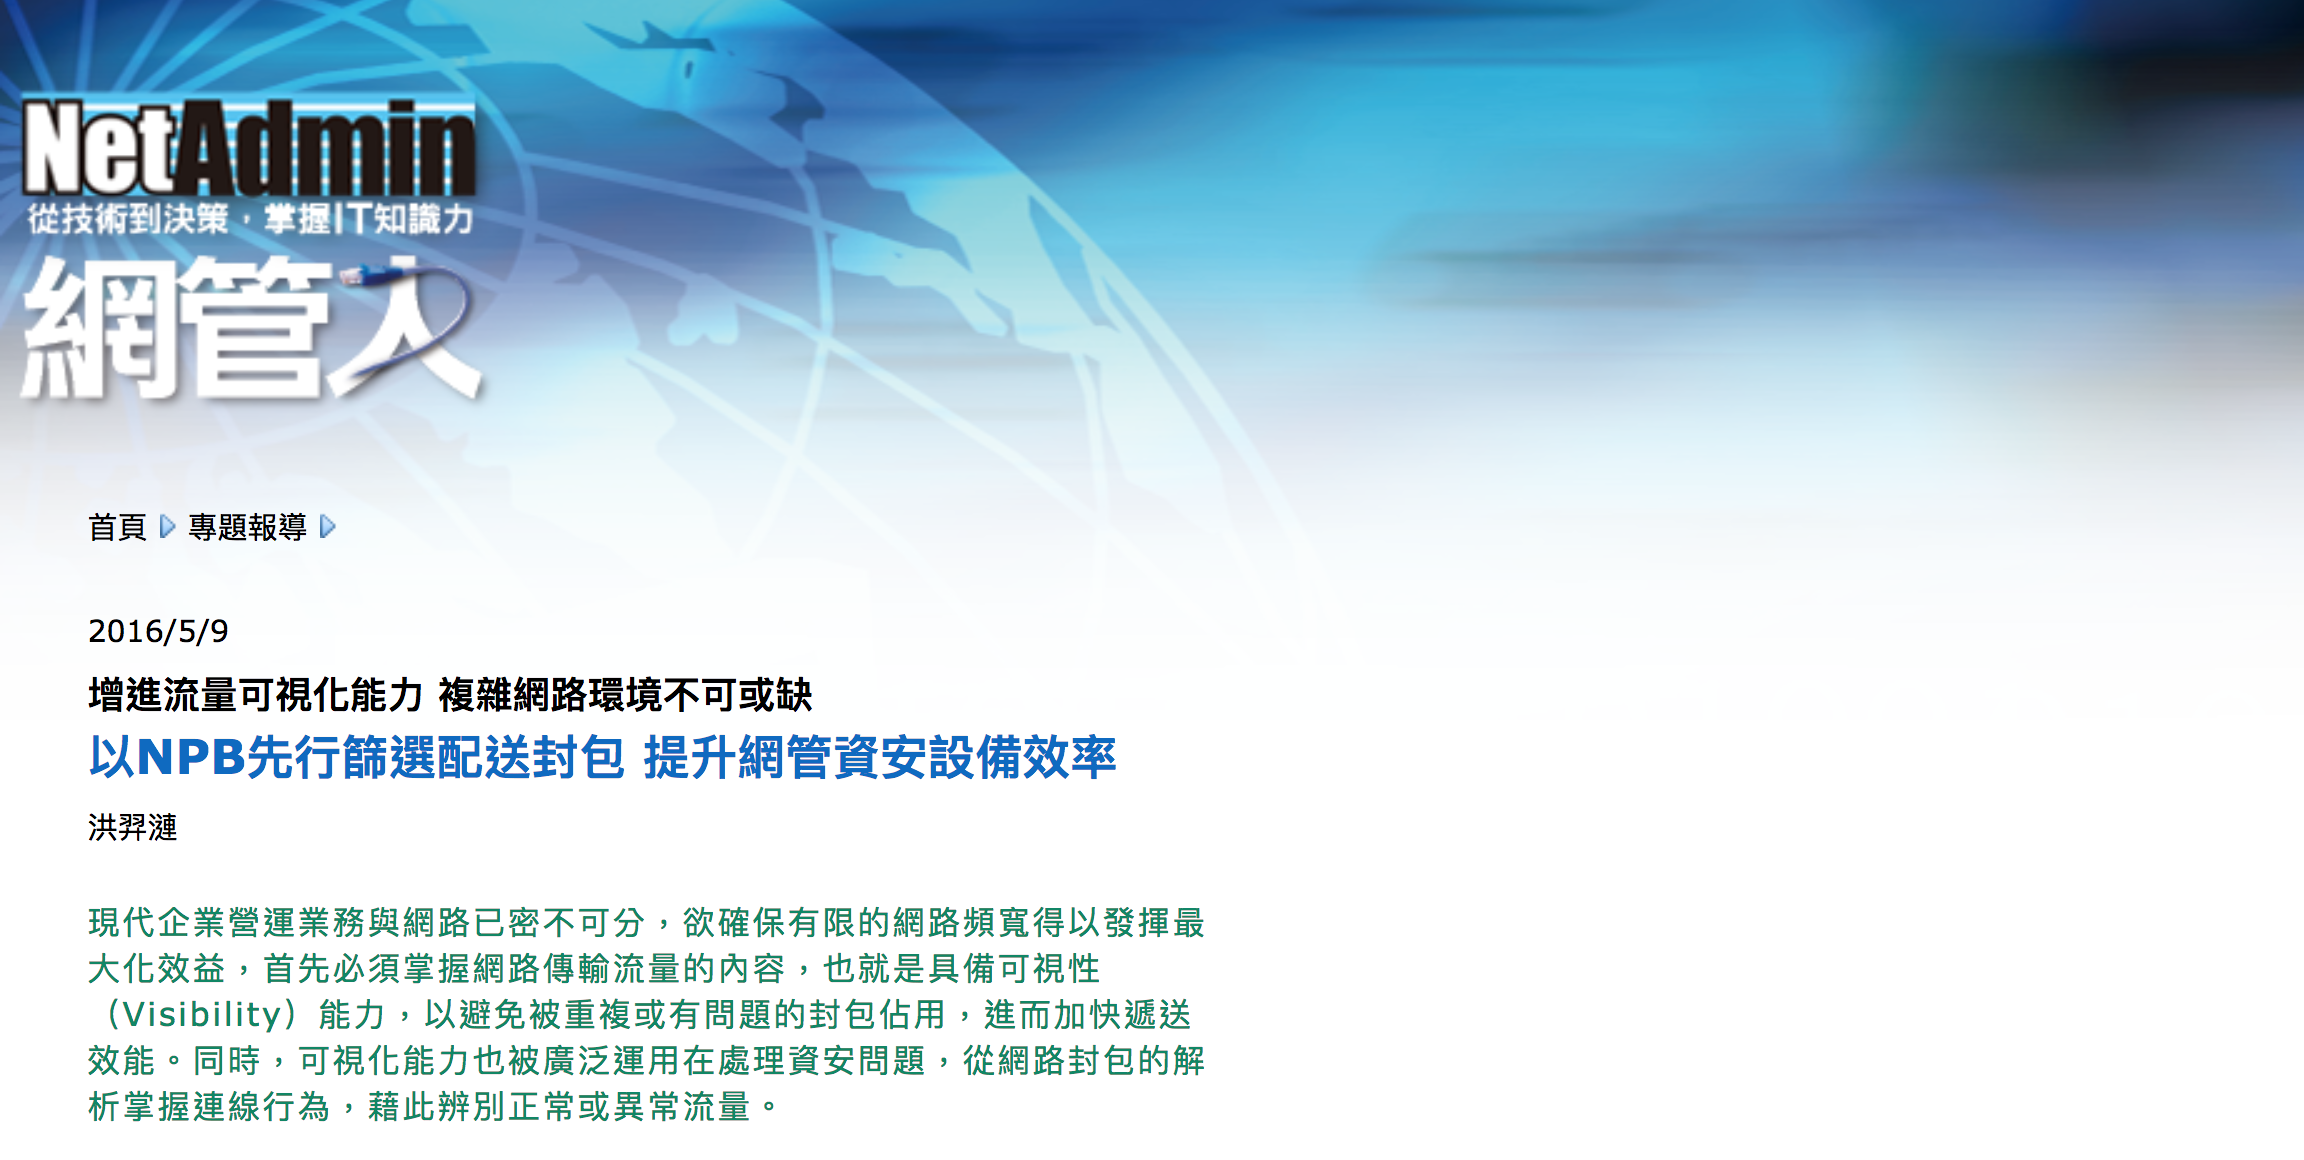 NetAdmin
從技術到決策，掌握IT知識力
網管人
首頁 專題報導
2016/5/9
增進流量可視化能力 複雜網路環境不可或缺
以NPB先行篩選配送封包 提升網管資安設備效率
洪羿漣
現代企業營運業務與網路已密不可分，欲確保有限的網路頻寬得以發揮最
大化效益，首先必須掌握網路傳輸流量的內容，也就是具備可視性
（Visibility）能力，以避免被重複或有問題的封包佔用，進而加快遞送
效能。同時，可視化能力也被廣泛運用在處理資安問題，從網路封包的解
析掌握連線行為，藉此辨別正常或異常流量。